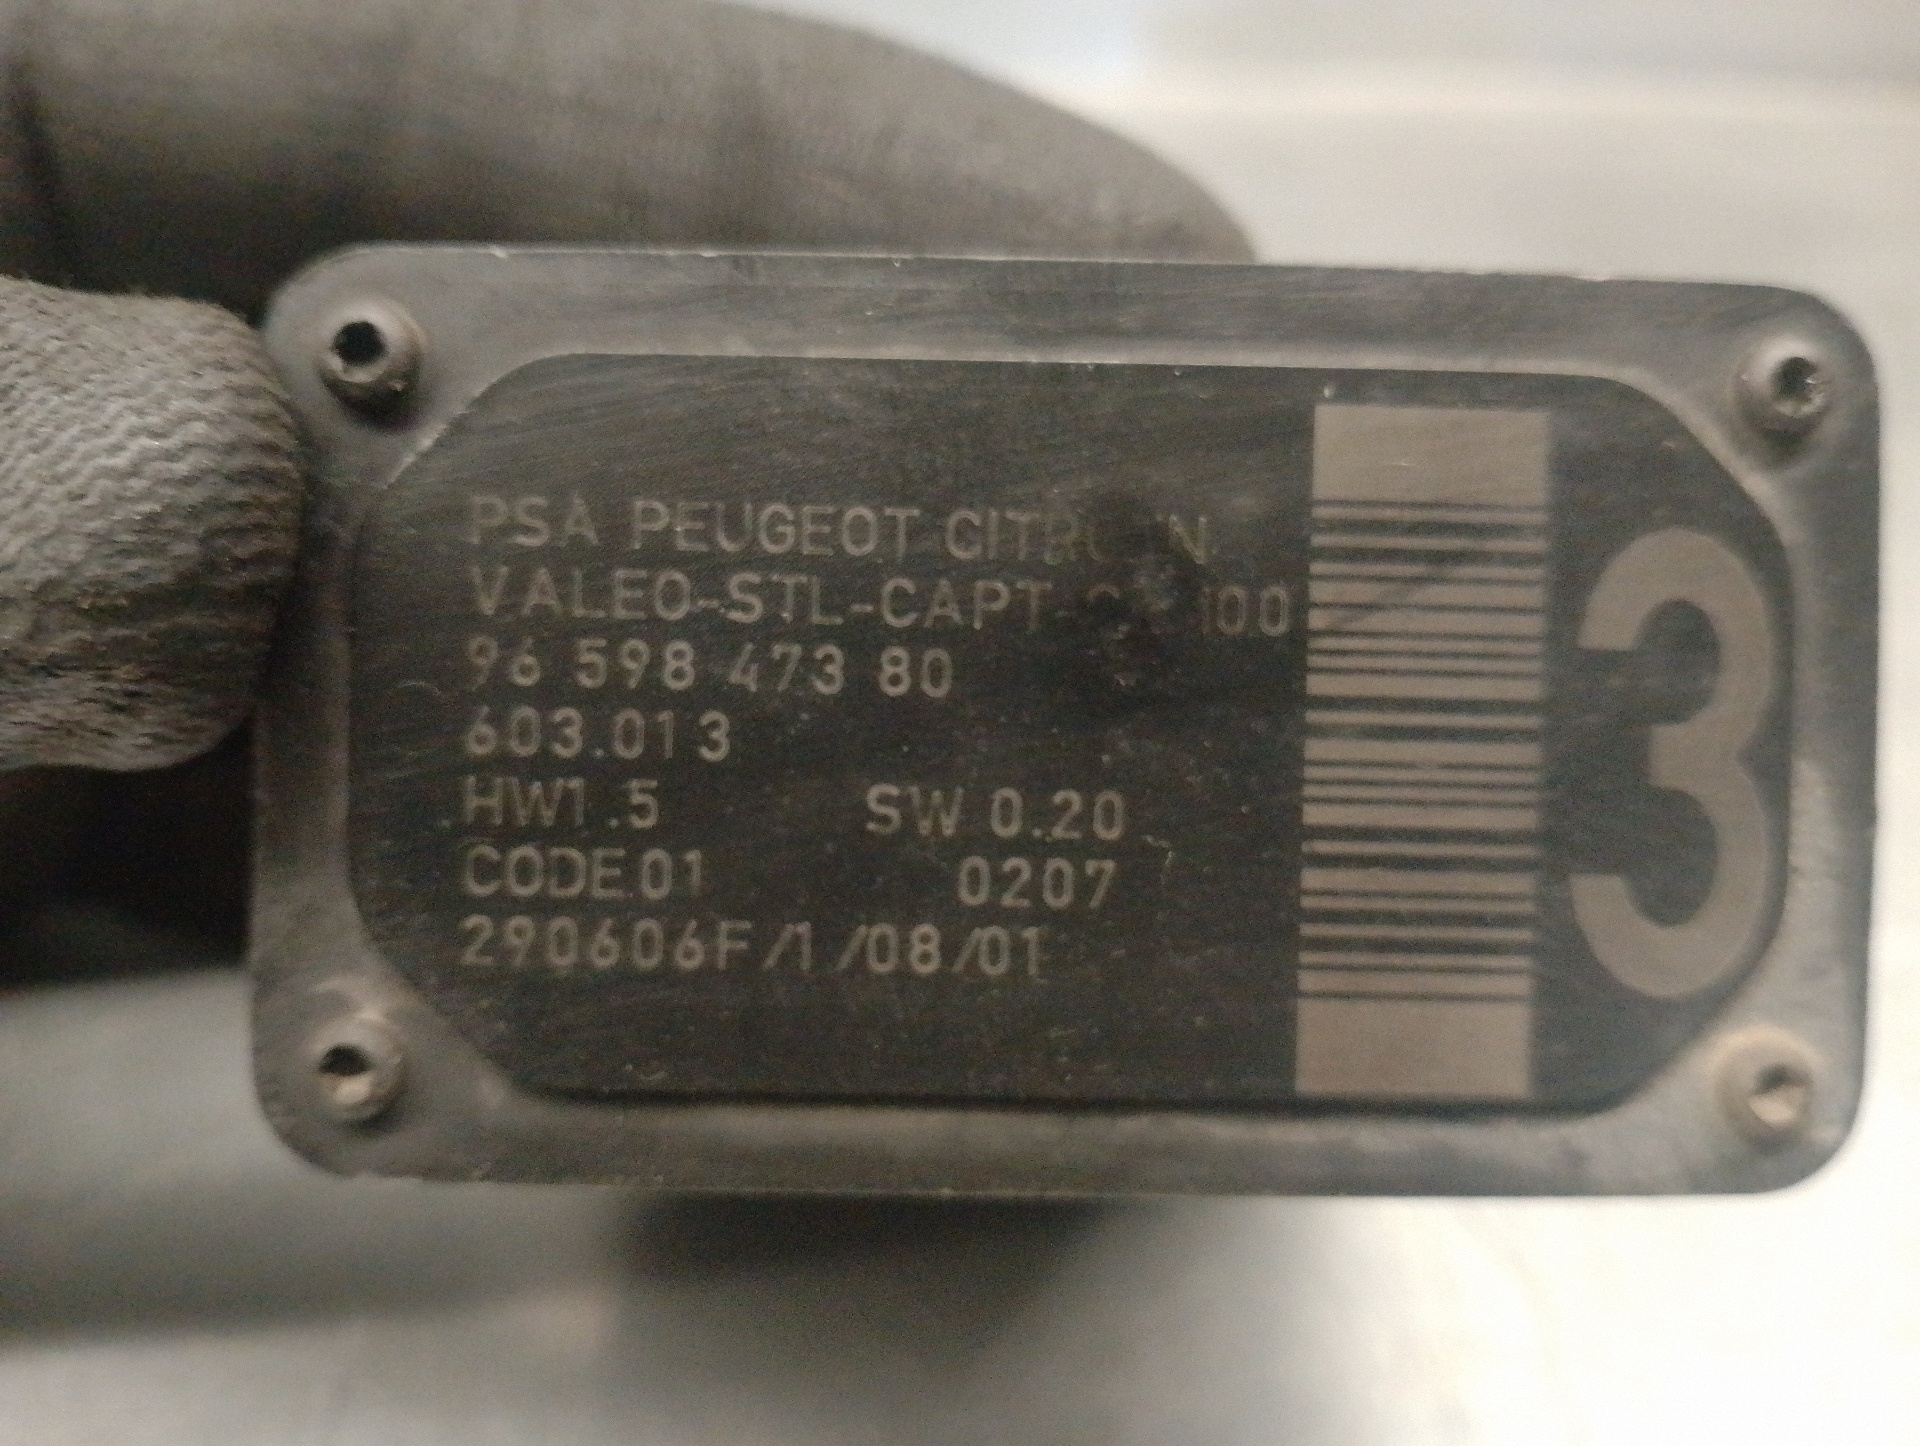 PSA PEUGEOT CITROËN
VALEO-STL-CAPT-
96 598 473 80
603.013
HW1.5 SW 0.20
CODE.01 0207
290606F/1/08/01
3